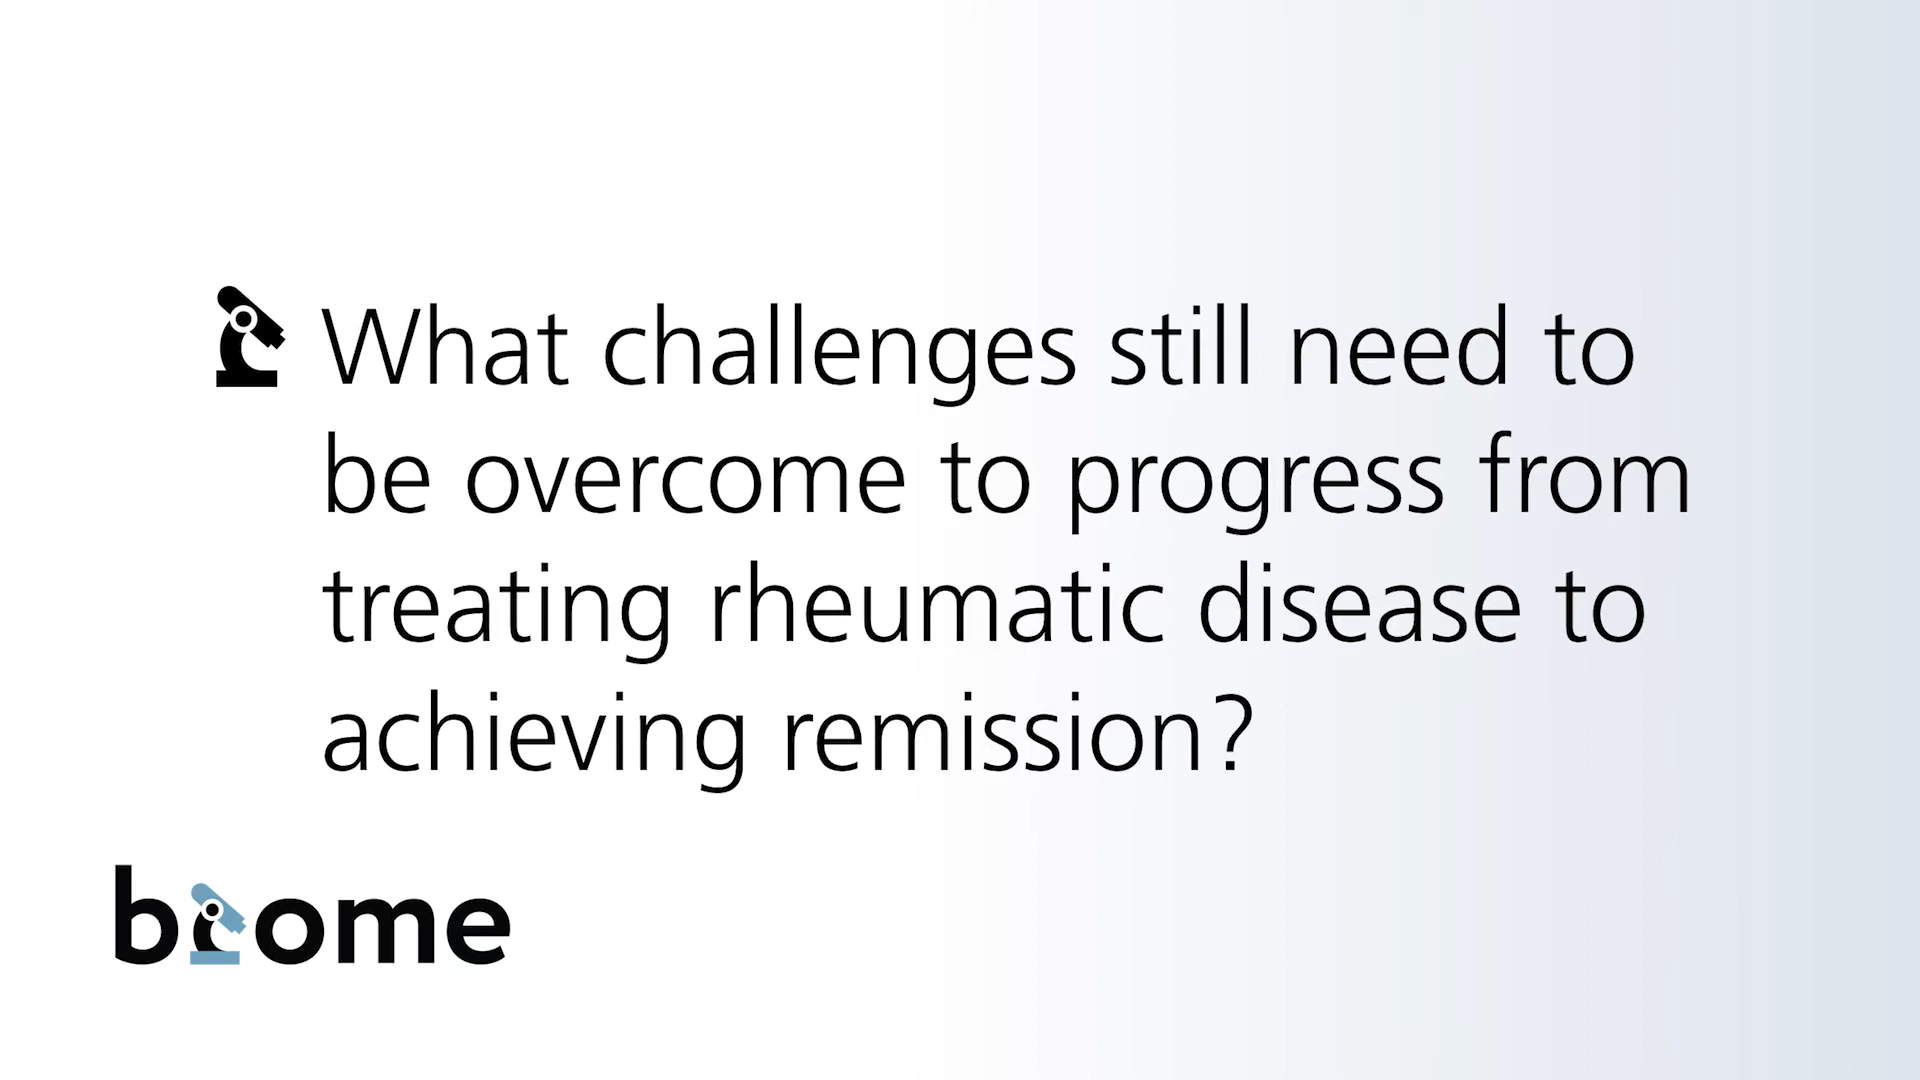 What challenges still need to
be overcome to progress from
treating rheumatic disease to
achieving remission?
biome